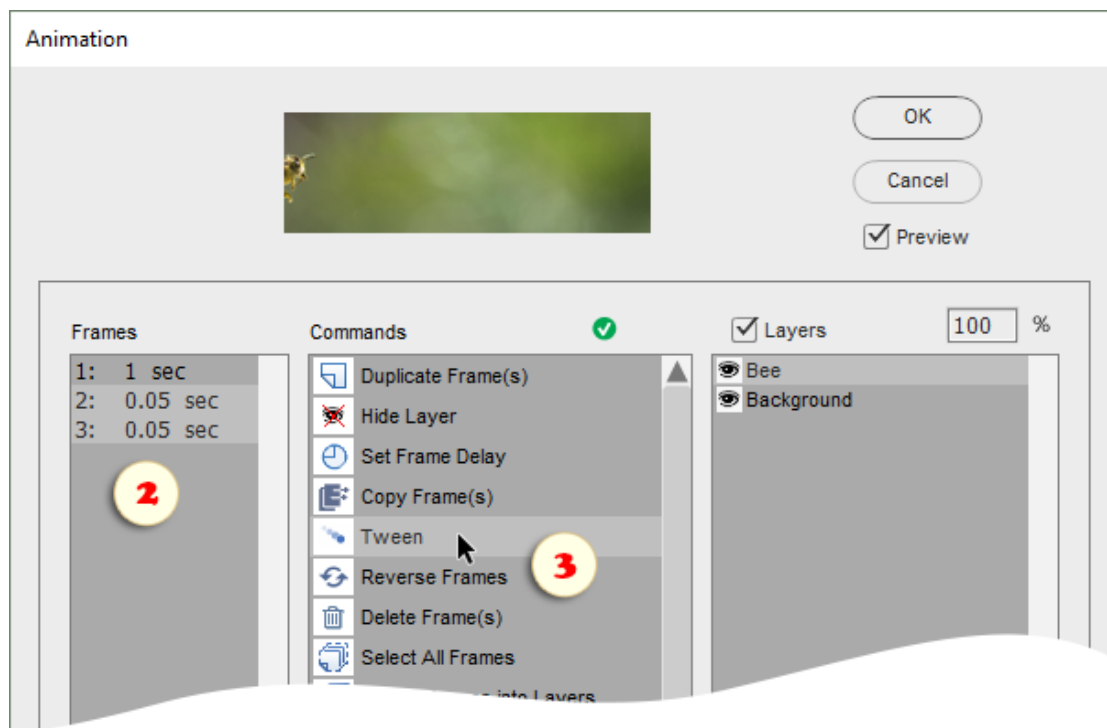 Animation
OK
Cancel
Preview
Frames
Commands
Layers
100 %
1: 1 sec
2: 0.05 sec
3: 0.05 sec
2
Duplicate Frame(s)
Hide Layer
Set Frame Delay
Copy Frame(s)
Tween
3
Reverse Frames
Delete Frame(s)
Select All Frames
into Layers
Bee
Background